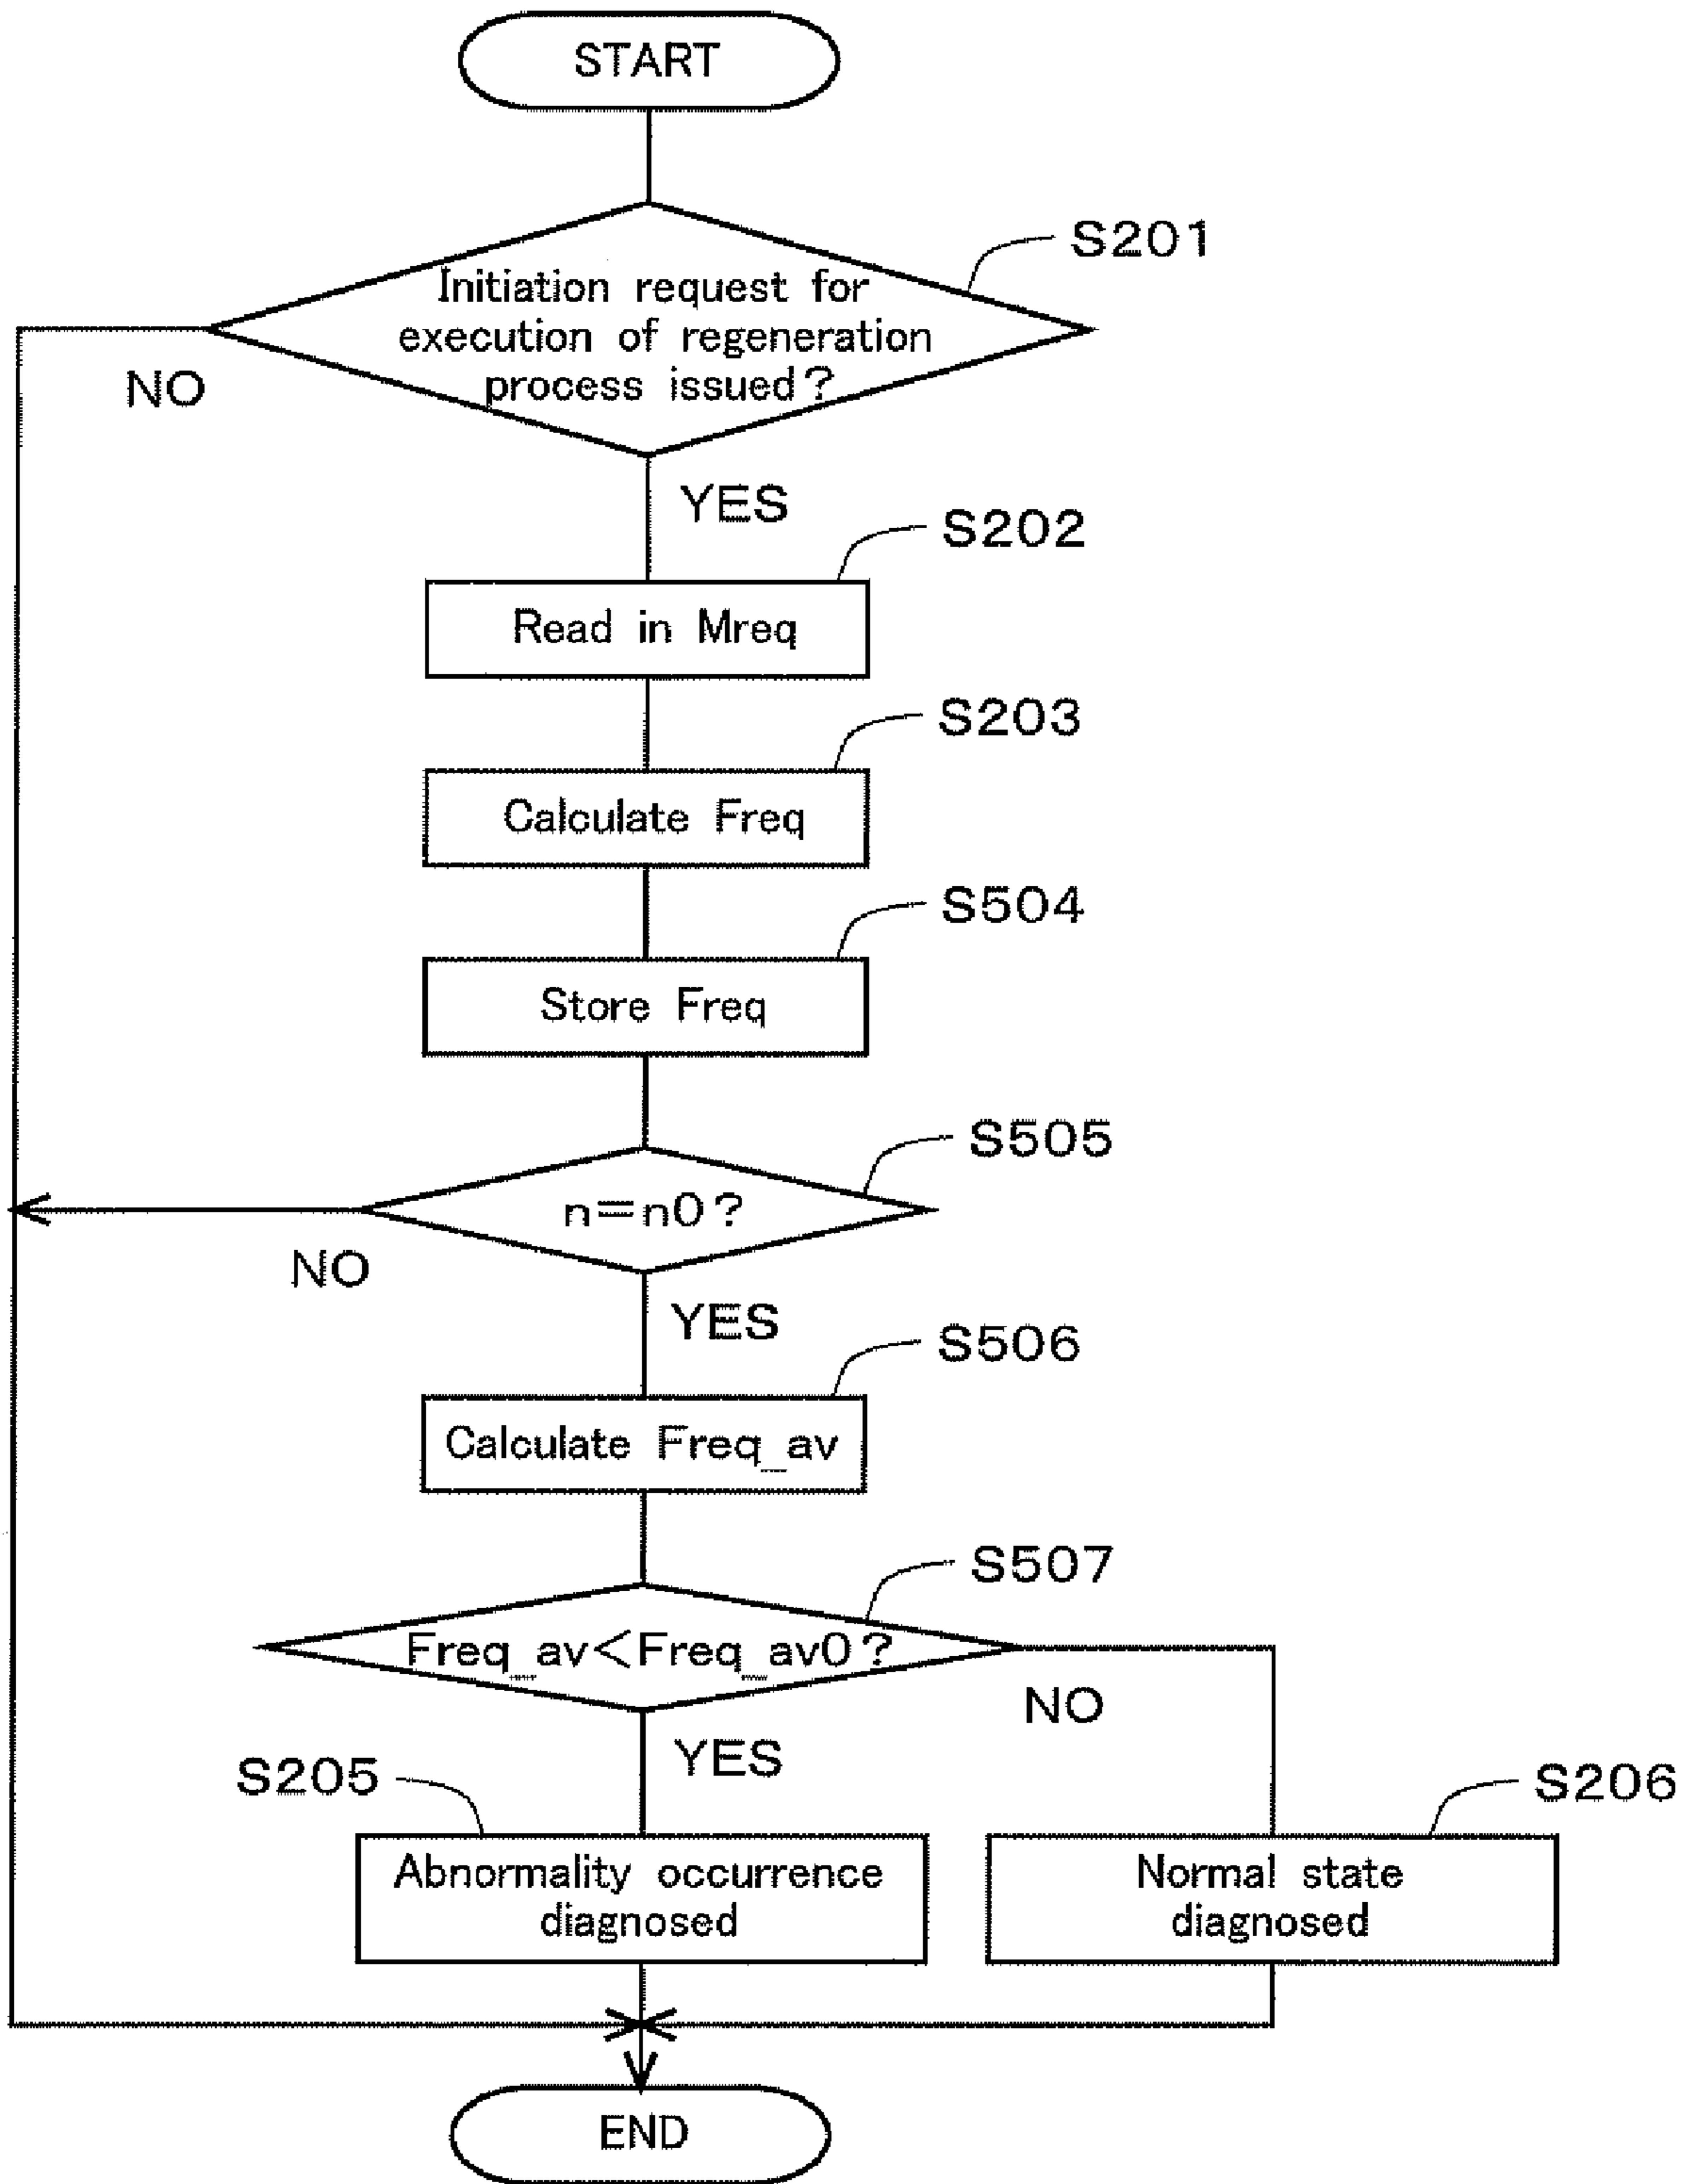 START
S201
Initiation request for
execution of regeneration
process issued?
NO
YES
S202
Read in Mreq
S203
Calculate Freq
S504
Store Freq
S505
n=n0?
NO
YES
S506
Calculate Freq_av
S507
Freq_av<Freq_av0?
NO
YES
S205
S206
Abnormality occurrence
diagnosed
Normal state
diagnosed
END